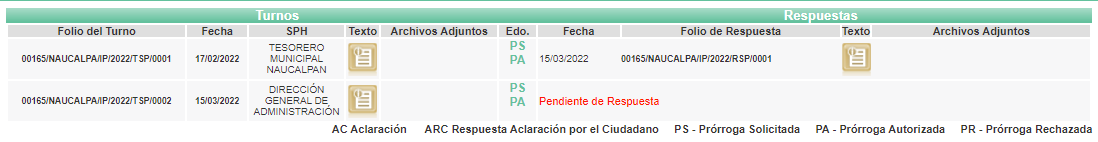 Turnos Respuestas
Folio del Turno Fecha SPH Texto Archivos Adjuntos Edo. Fecha Folio de Respuesta Texto Archivos Adjuntos
00165/NAUCALPA/IP/2022/TSP/0001 17/02/2022 TESORERO MUNICIPAL NAUCALPAN PS PA 15/03/2022 00165/NAUCALPA/IP/2022/RSP/0001
00165/NAUCALPA/IP/2022/TSP/0002 15/03/2022 DIRECCIÓN GENERAL DE ADMINISTRACIÓN PS PA Pendiente de Respuesta
AC Aclaración ARC Respuesta Aclaración por el Ciudadano PS - Prórroga Solicitada PA - Prórroga Autorizada PR - Prórroga Rechazada